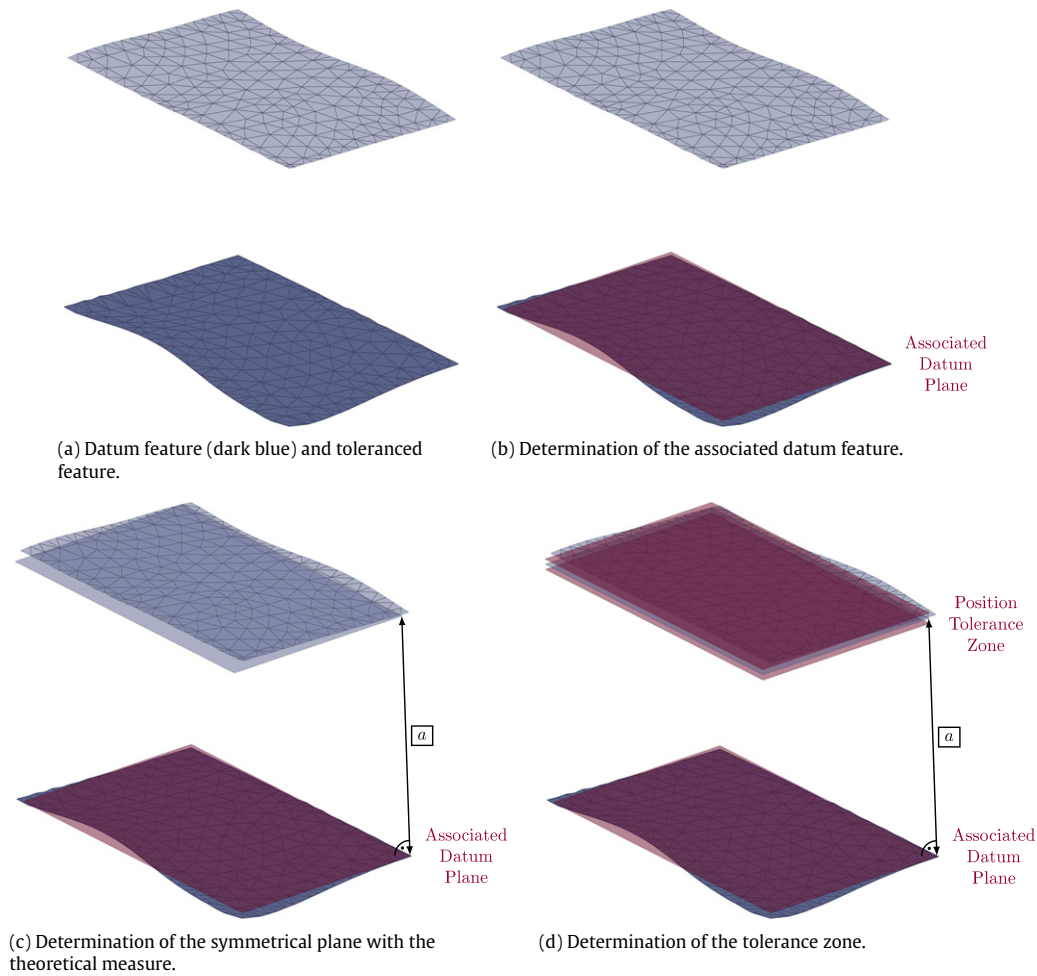 Associated
Datum
Plane
(a) Datum feature (dark blue) and toleranced
feature.
(b) Determination of the associated datum feature.
a
Associated
Datum
Plane
(c) Determination of the symmetrical plane with the
theoretical measure.
Position
Tolerance
Zone
a
Associated
Datum
Plane
(d) Determination of the tolerance zone.